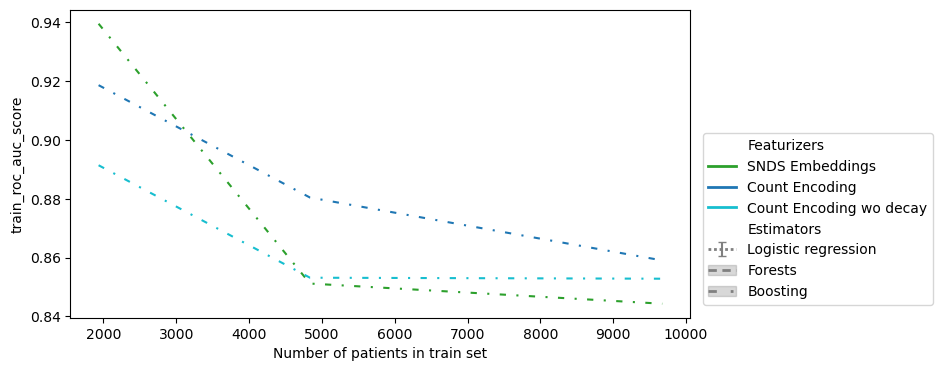 0.94
0.92
0.90
0.88
0.86
0.84
train_roc_auc_score
2000 3000 4000 5000 6000 7000 8000 9000 10000
Number of patients in train set
Featurizers
SNDS Embeddings
Count Encoding
Count Encoding wo decay
Estimators
Logistic regression
Forests
Boosting